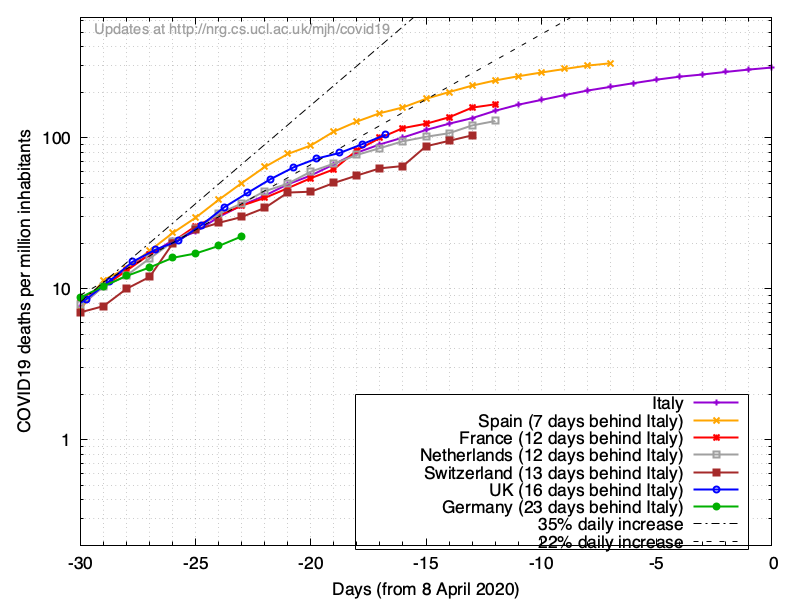 Updates at http://nrg.cs.ucl.ac.uk/mjh/covid19
COVID19 deaths per million inhabitants
100
10
1
Italy
Spain (7 days behind Italy)
France (12 days behind Italy)
Netherlands (12 days behind Italy)
Switzerland (13 days behind Italy)
UK (16 days behind Italy)
Germany (23 days behind Italy)
35% daily increase
22% daily increase
-30 -25 -20 -15 -10 -5 0
Days (from 8 April 2020)